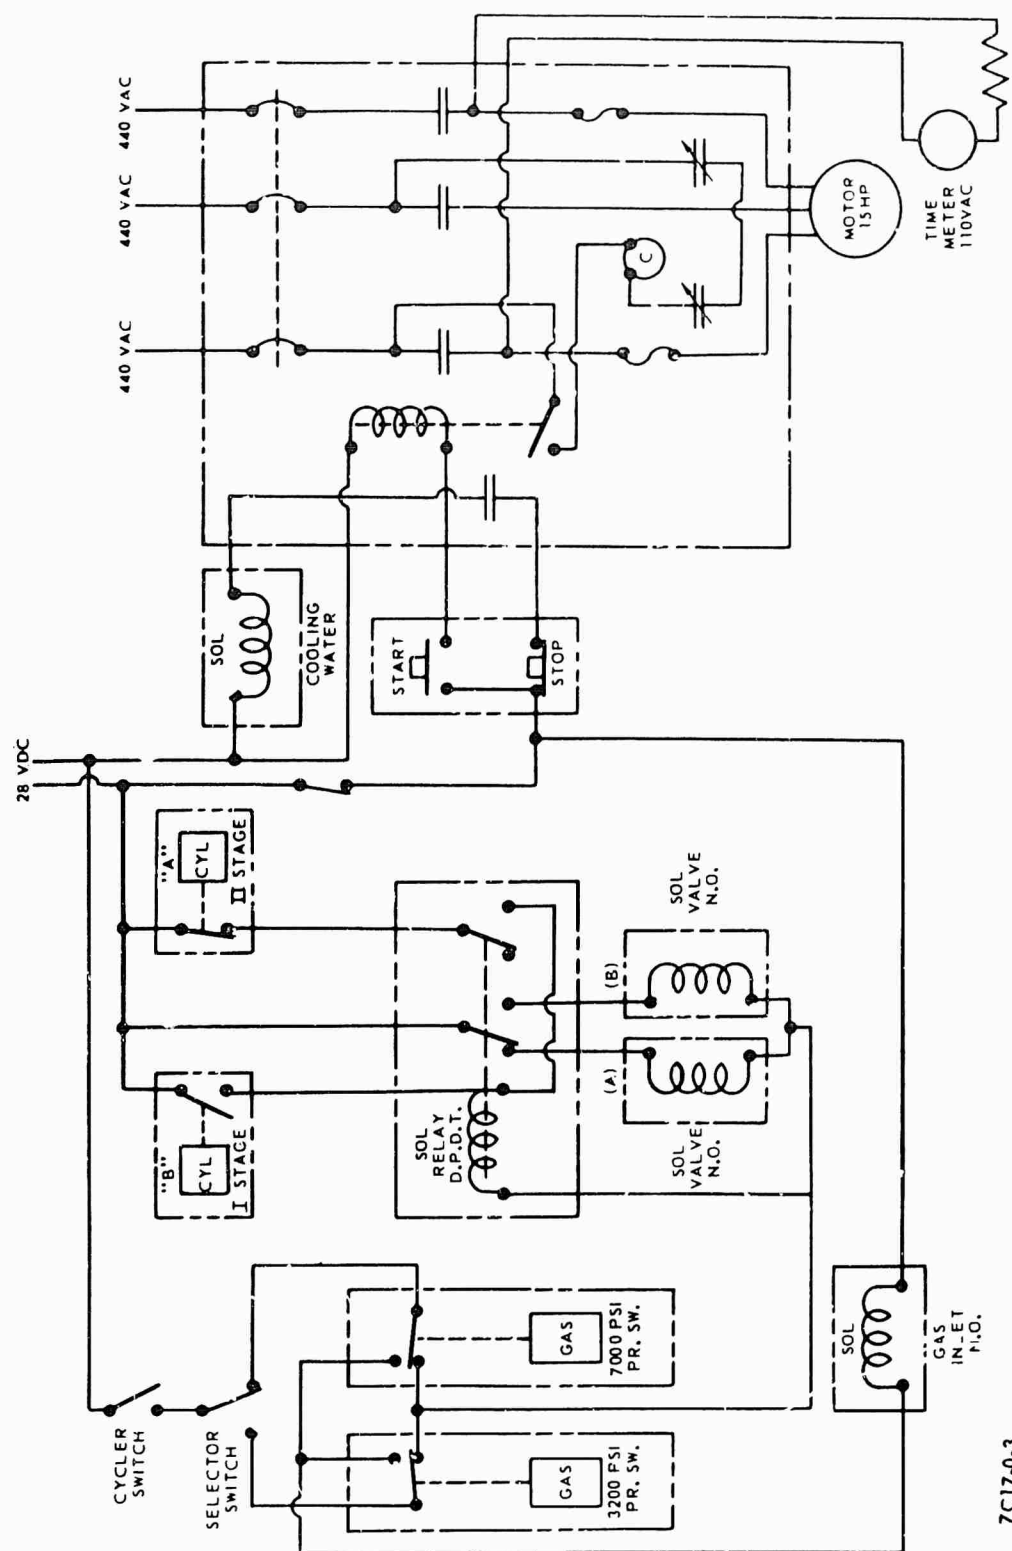 440 VAC
440 VAC
440 VAC
28 VDC
SOL
COOLING
WATER
START
STOP
C
MOTOR
15 HP
TIME
METER
110VAC
"A"
CYL
II STAGE
"B"
CYL
I STAGE
SOL
RELAY
D.P.D.T.
(B)
SOL
VALVE
N.O.
(A)
SOL
VALVE
N.O.
CYCLER
SWITCH
SELECTOR
SWITCH
GAS
7000 PSI
PR. SW.
GAS
3200 PSI
PR. SW.
SOL
GAS
N.O.